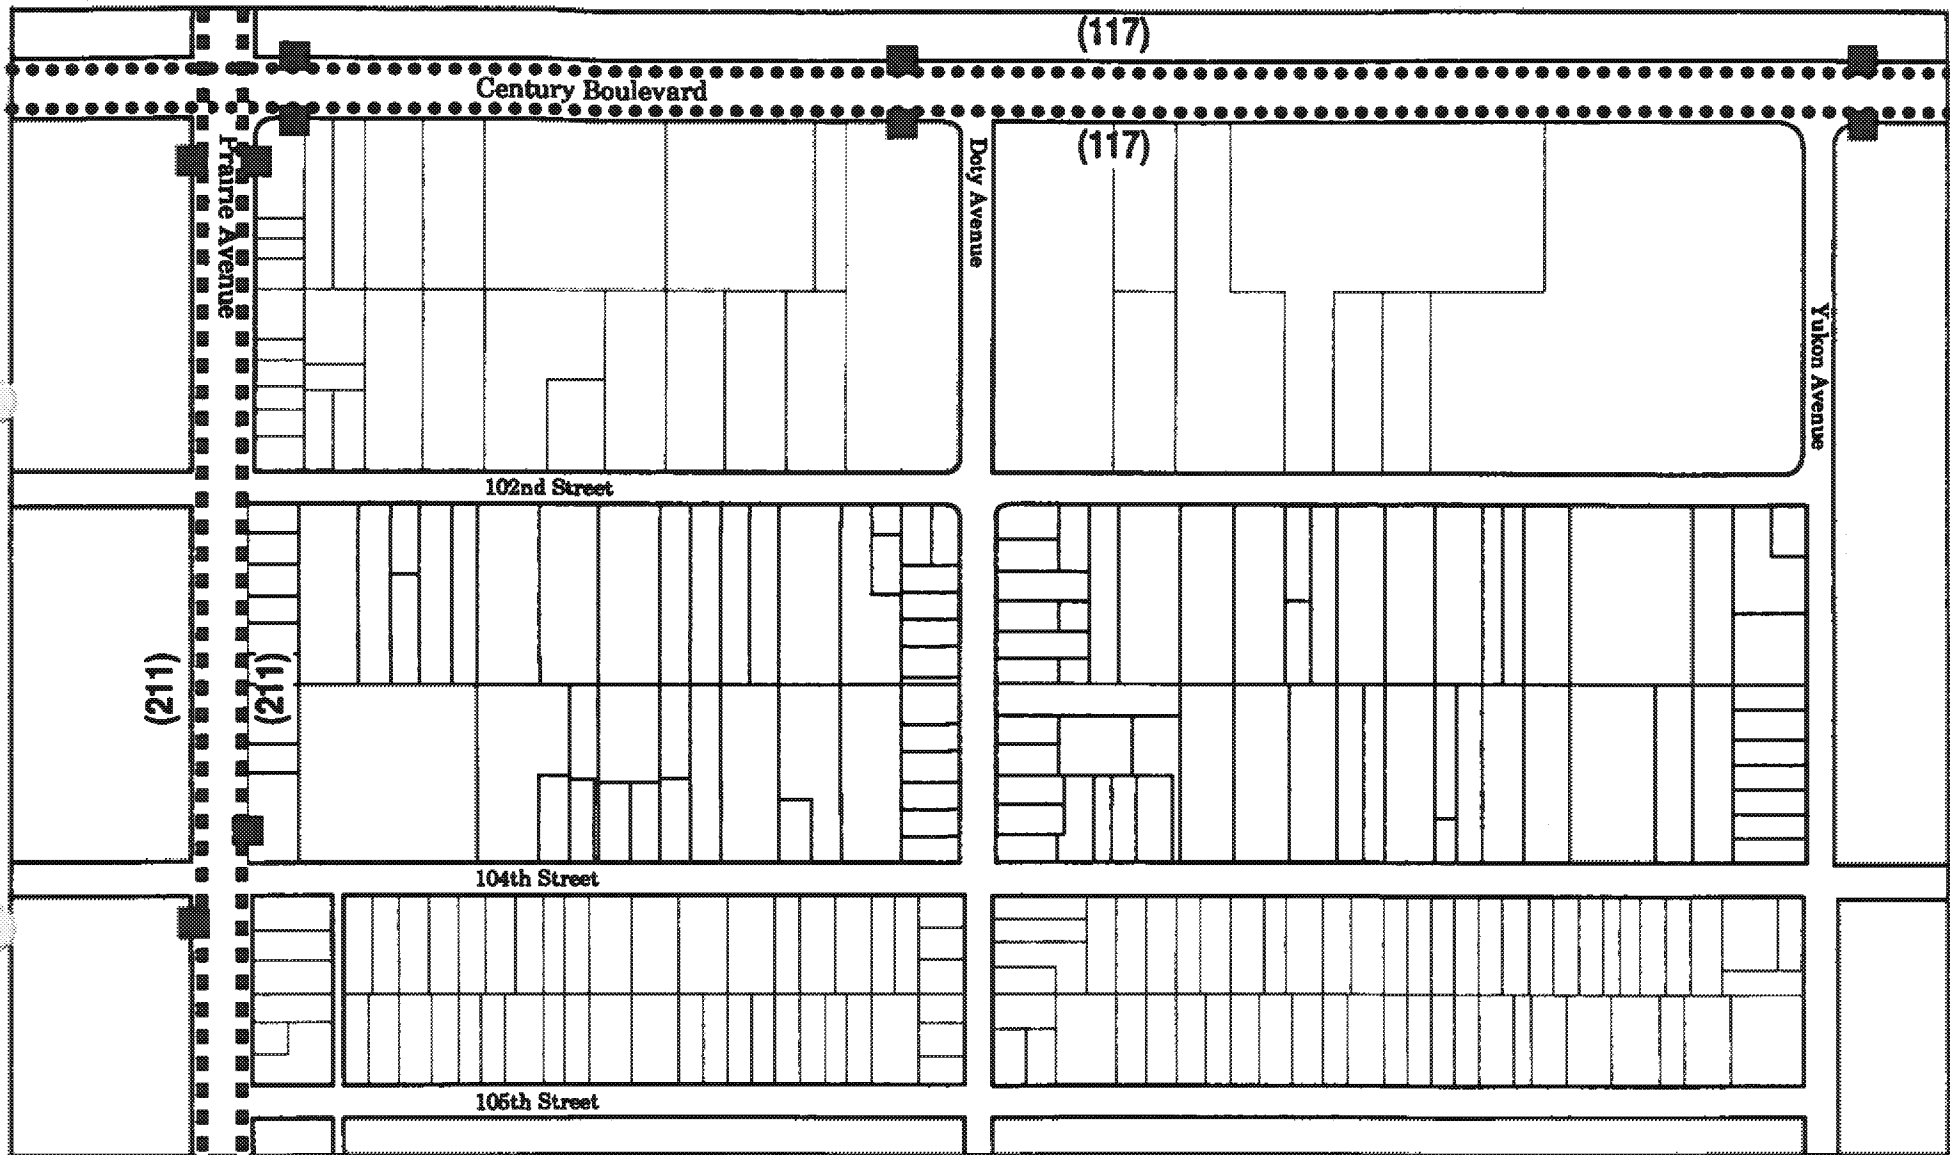 (117)
Century Boulevard
(117)
Prairie Avenue
Doty Avenue
Yukon Avenue
102nd Street
(211)
(211)
104th Street
105th Street